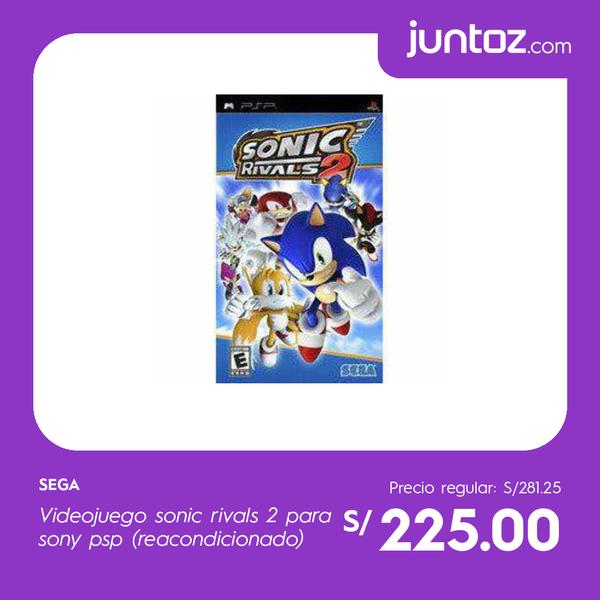 juntoz.com
PSP
SONIC
RIVALS 2
E
SEGA
SEGA
Videojuego sonic rivals 2 para
sony psp (reacondicionado)
Precio regular: S/281.25
S/ 225.00